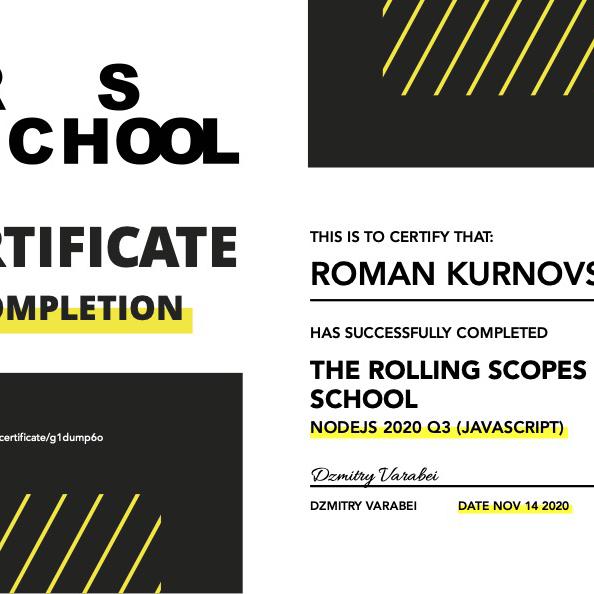 S
CHOOL
RTIFICATE
OMPLETION
certificate/g1dump6o
THIS IS TO CERTIFY THAT:
ROMAN KURNOVS
HAS SUCCESSFULLY COMPLETED
THE ROLLING SCOPES
SCHOOL
NODEJS 2020 Q3 (JAVASCRIPT)
Dzmitry Varabei
DZMITRY VARABEI DATE NOV 14 2020